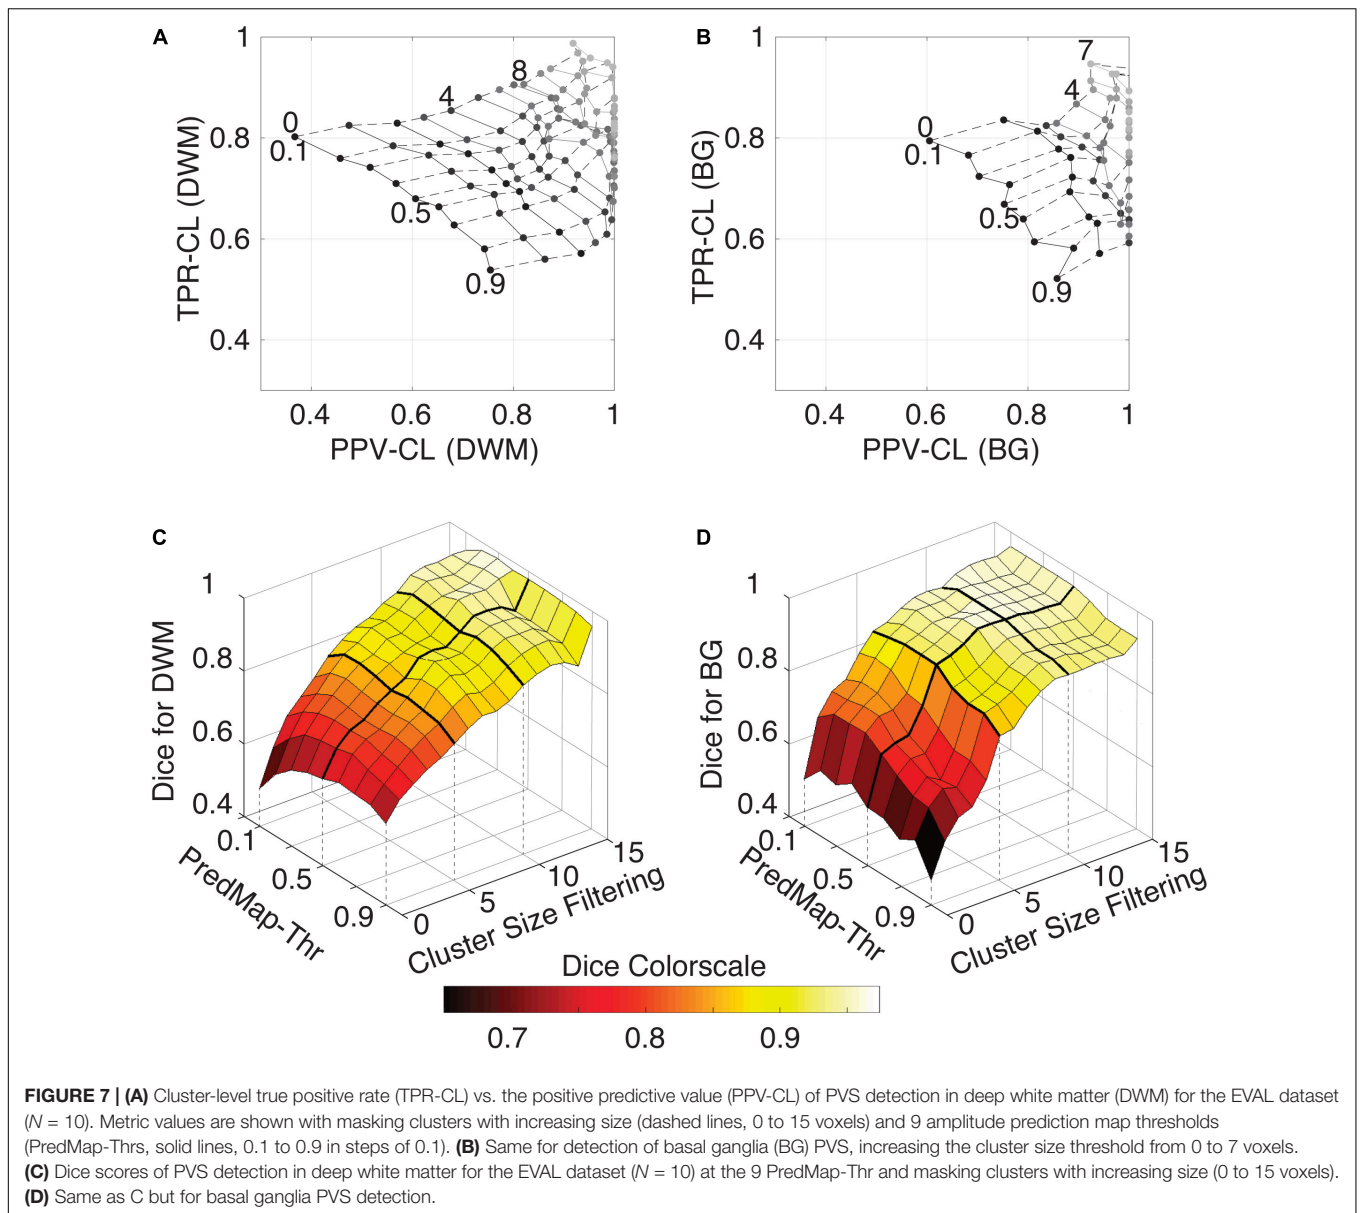 A
1
0.8
0.6
0.4
TPR-CL (DWM)
0
0.1
4
8
0.5
0.9
0.4
0.6
0.8
1
PPV-CL (DWM)
B
1
0.8
0.6
0.4
TPR-CL (BG)
0
0.1
4
7
0.5
0.9
0.4
0.6
0.8
1
PPV-CL (BG)
C
1
0.8
0.6
0.4
Dice for DWM
0.1
0.5
0.9
PredMap-Thr
0
5
10
15
Cluster Size Filtering
D
1
0.8
0.6
0.4
Dice for BG
0.1
0.5
0.9
PredMap-Thr
0
5
10
15
Cluster Size Filtering
Dice Colorscale
0.7
0.8
0.9
FIGURE 7 | (A) Cluster-level true positive rate (TPR-CL) vs. the positive predictive value (PPV-CL) of PVS detection in deep white matter (DWM) for the EVAL dataset
(N = 10). Metric values are shown with masking clusters with increasing size (dashed lines, 0 to 15 voxels) and 9 amplitude prediction map thresholds
(PredMap-Thrs, solid lines, 0.1 to 0.9 in steps of 0.1). (B) Same for detection of basal ganglia (BG) PVS, increasing the cluster size threshold from 0 to 7 voxels.
(C) Dice scores of PVS detection in deep white matter for the EVAL dataset (N = 10) at the 9 PredMap-Thr and masking clusters with increasing size (0 to 15 voxels).
(D) Same as C but for basal ganglia PVS detection.